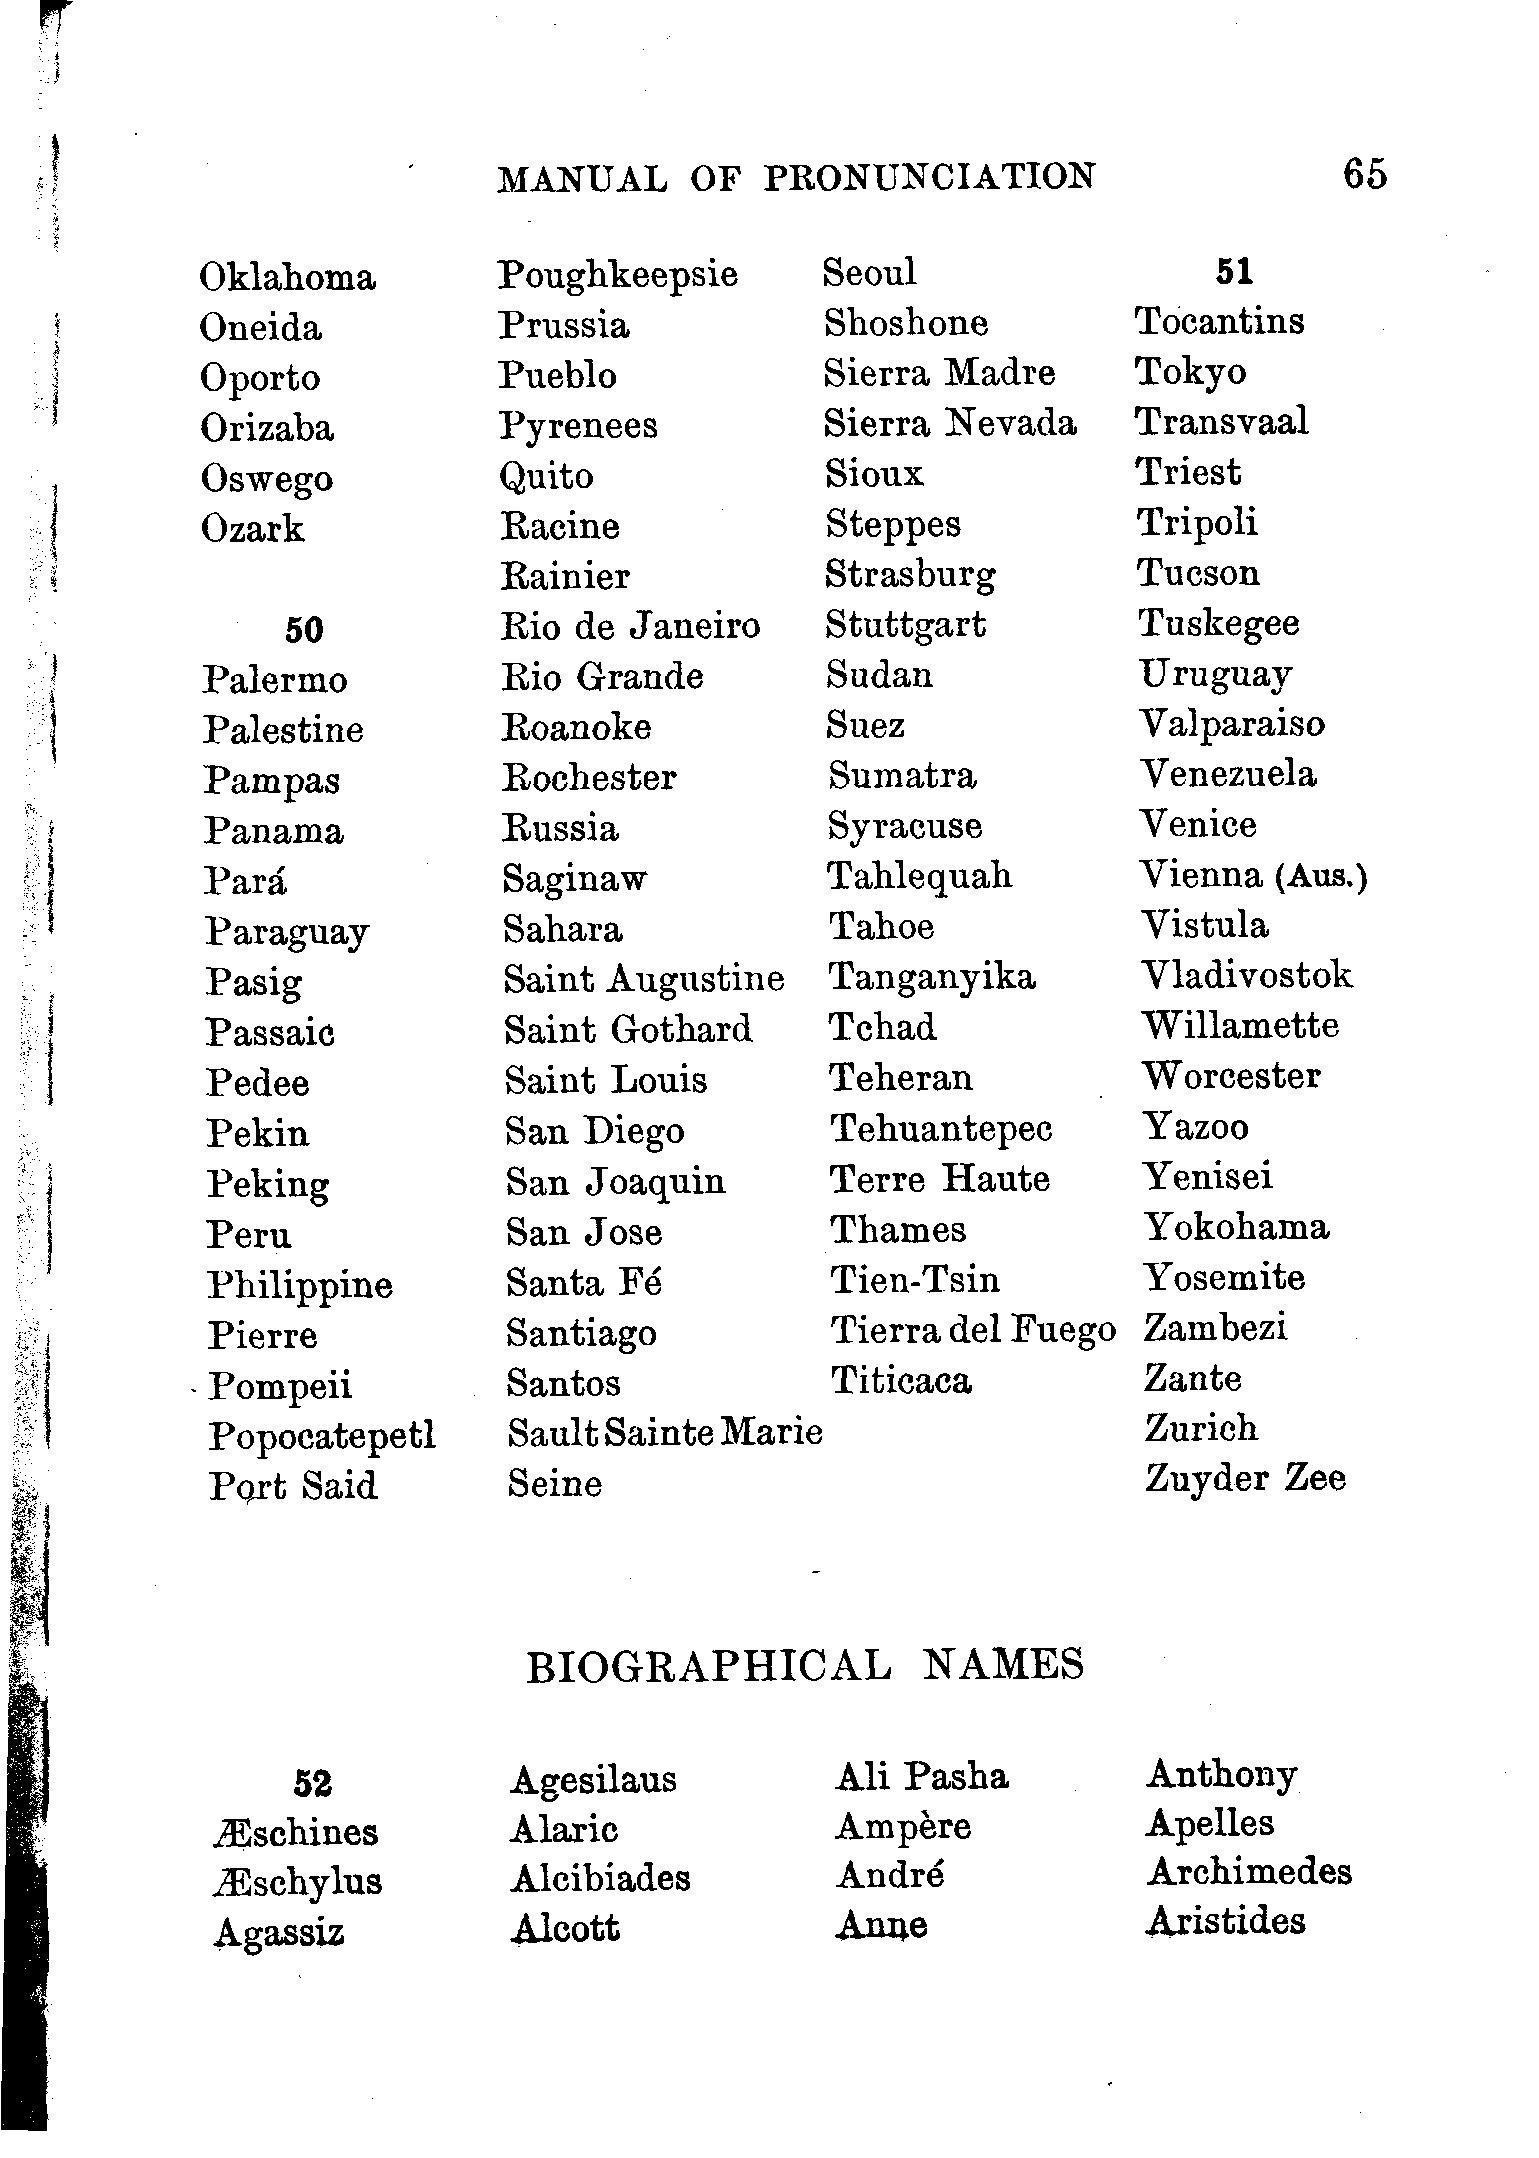 MANUAL OF PRONUNCIATION 65
Oklahoma
Oneida
Oporto
Orizaba
Oswego
Ozark
50
Palermo
Palestine
Pampas
Panama
Pará
Paraguay
Pasig
Passaic
Pedee
Pekin
Peking
Peru
Philippine
Pierre
Pompeii
Popocatepetl
Port Said
Poughkeepsie
Prussia
Pueblo
Pyrenees
Quito
Racine
Rainier
Rio de Janeiro
Rio Grande
Roanoke
Rochester
Russia
Saginaw
Sahara
Saint Augustine
Saint Gothard
Saint Louis
San Diego
San Joaquin
San Jose
Santa Fé
Santiago
Santos
Sault Sainte Marie
Seine
Seoul
Shoshone
Sierra Madre
Sierra Nevada
Sioux
Steppes
Strasburg
Stuttgart
Sudan
Suez
Sumatra
Syracuse
Tahlequah
Tahoe
Tanganyika
Tchad
Teheran
Tehuantepec
Terre Haute
Thames
Tien-Tsin
Tierra del Fuego
Titicaca
51
Tocantins
Tokyo
Transvaal
Triest
Tripoli
Tucson
Tuskegee
Uruguay
Valparaiso
Venezuela
Venice
Vienna (Aus.)
Vistula
Vladivostok
Willamette
Worcester
Yazoo
Yenisei
Yokohama
Yosemite
Zambezi
Zante
Zurich
Zuyder Zee
BIOGRAPHICAL NAMES
52
Æschines
Æschylus
Agassiz
Agesilaus
Alaric
Alcibiades
Alcott
Ali Pasha
Ampère
André
Anne
Anthony
Apelles
Archimedes
Aristides